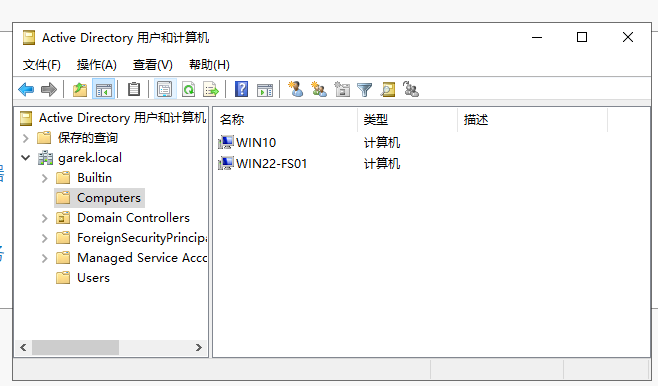 Active Directory 用户和计算机
文件(F) 操作(A) 查看(V) 帮助(H)
Active Directory 用户和计算机
保存的查询
garek.local
Builtin
Computers
Domain Controllers
ForeignSecurityPrincipa
Managed Service Acco
Users
名称 类型 描述
WIN10 计算机
WIN22-FS01 计算机